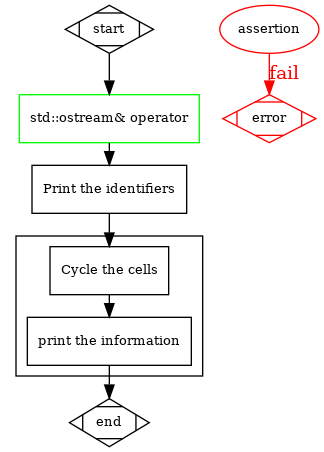 start
assertion
fail
std::ostream& operator
error
Print the identifiers
Cycle the cells
print the information
end